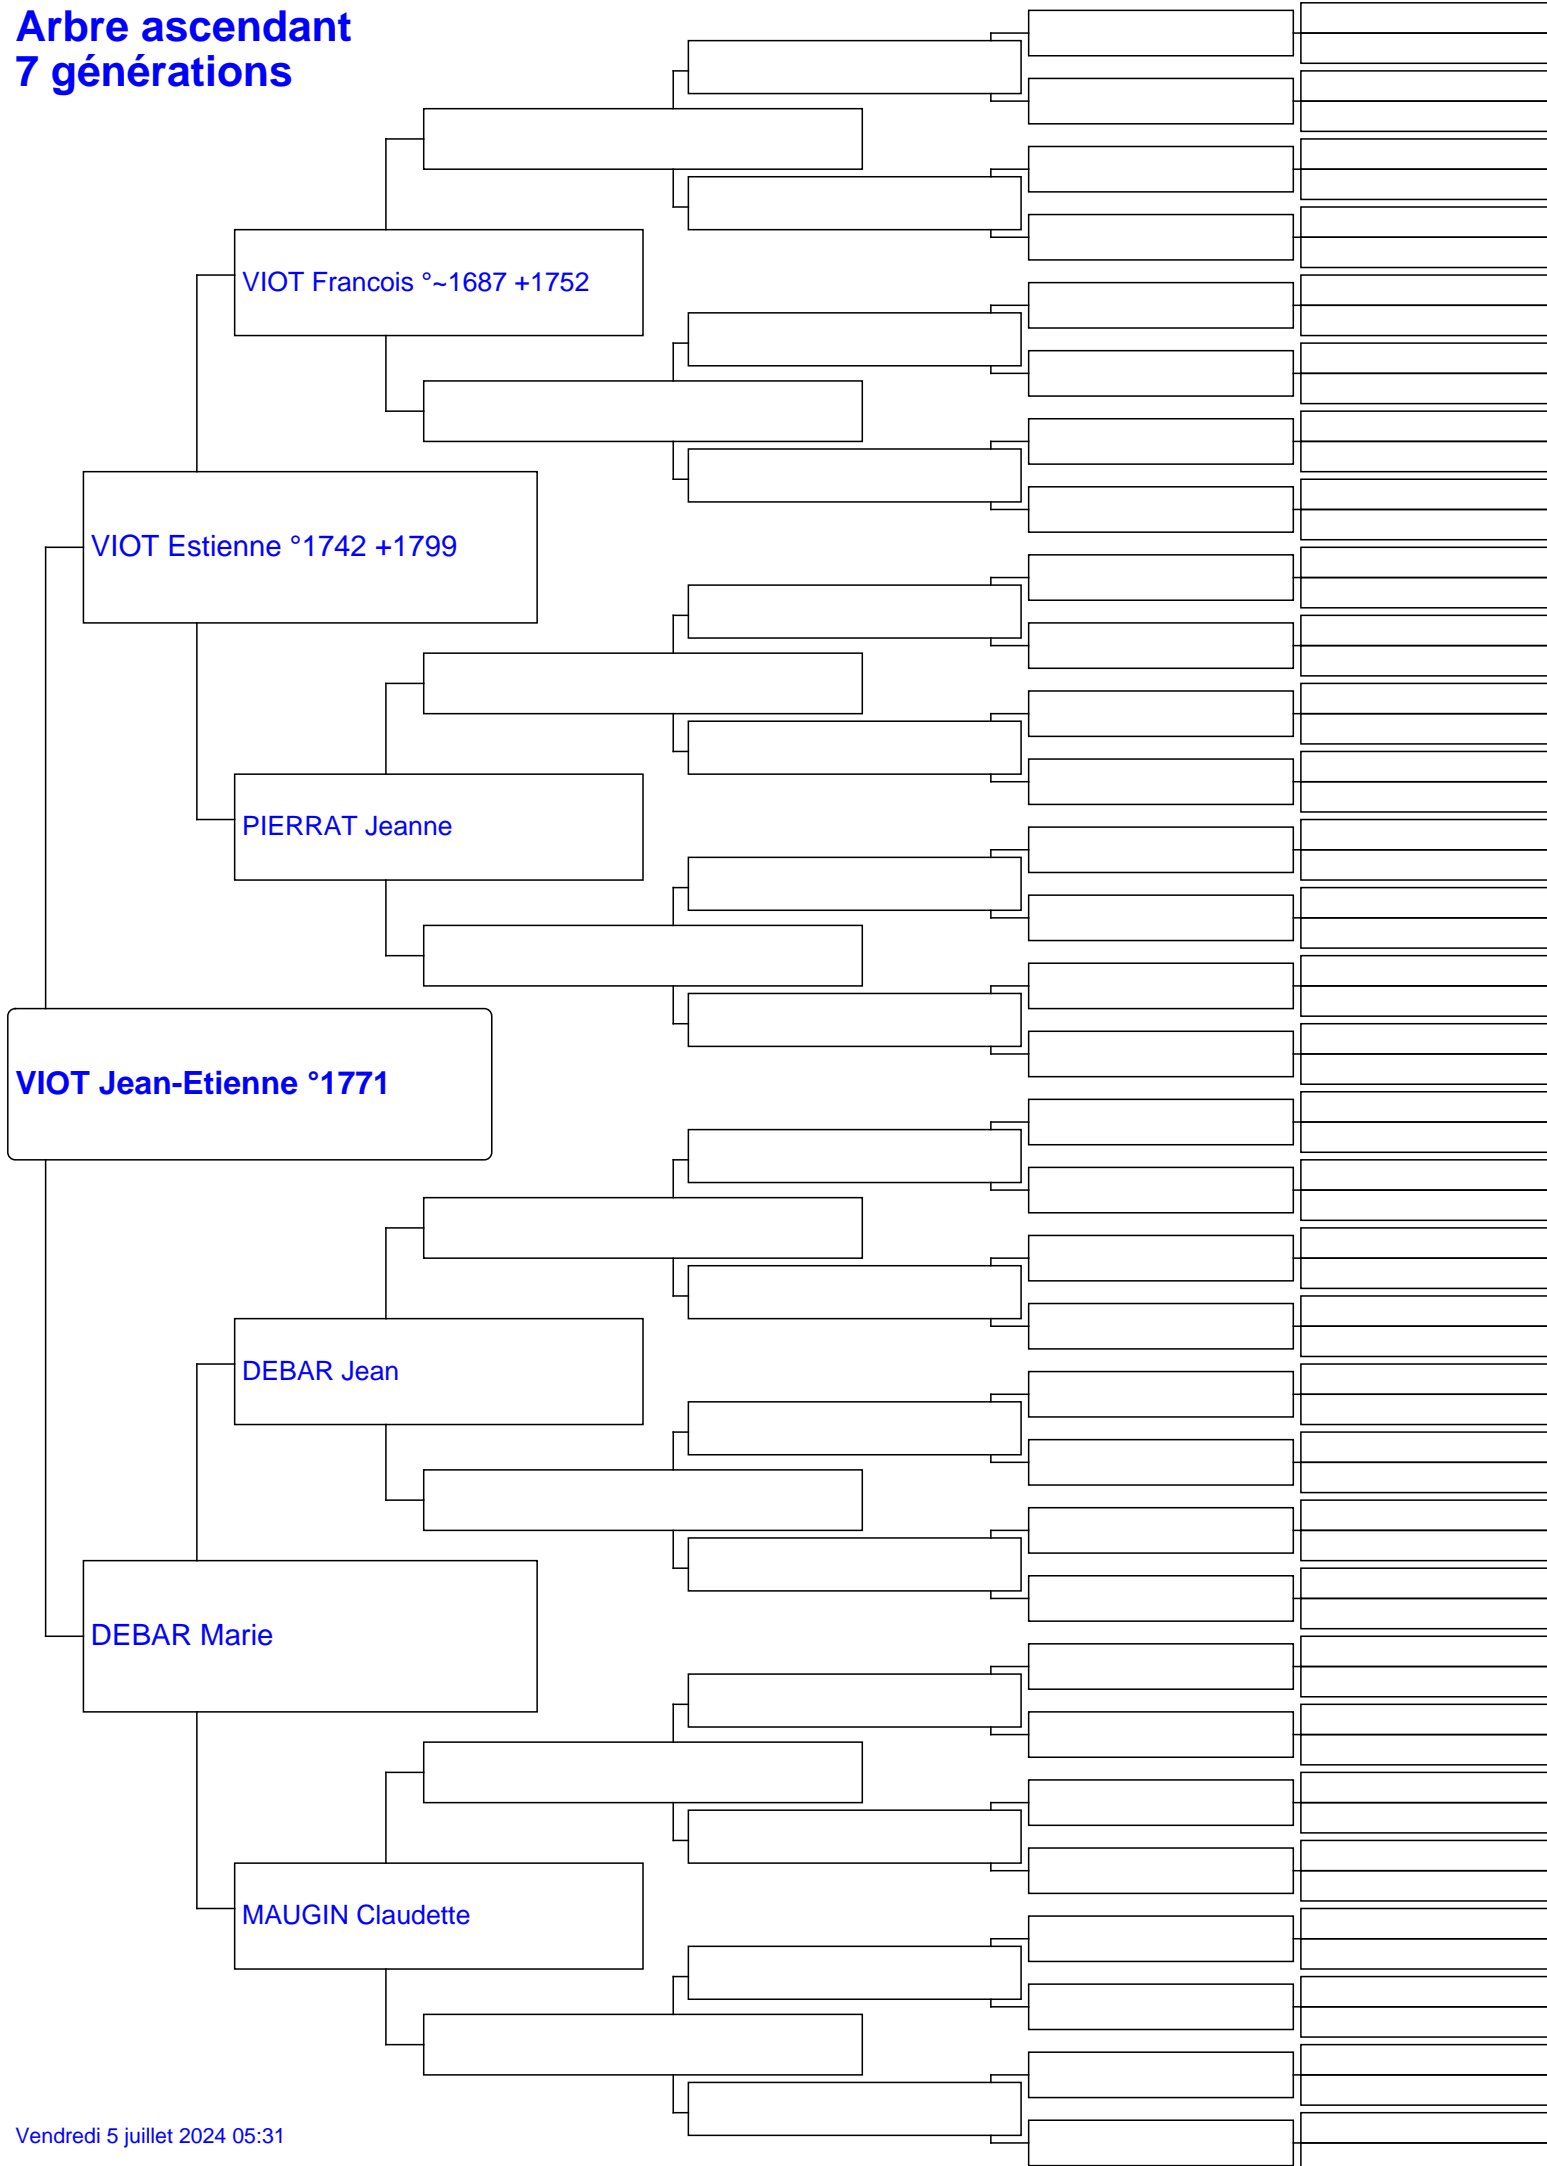 Arbre ascendant
7 générations
VIOT Francois °~1687 +1752
VIOT Estienne °1742 +1799
PIERRAT Jeanne
VIOT Jean-Etienne °1771
DEBAR Jean
DEBAR Marie
MAUGIN Claudette
Vendredi 5 juillet 2024 05:31